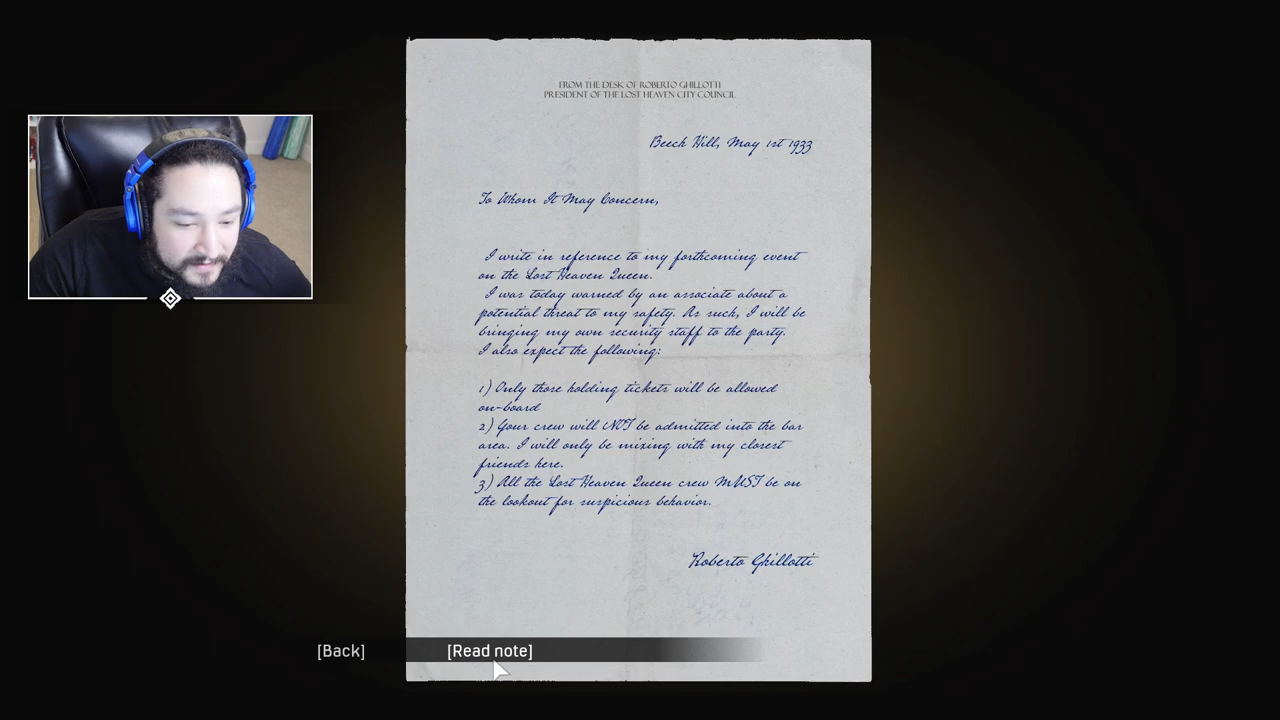 FROM THE DESK OF ROBERTO GHILLOTTI
PRESIDENT OF THE LOST HEAVEN CITY COUNCIL
Beech Hill, May 1st 1933
To Whom It May Concern,
I write in reference to my forthcoming event
on the Lost Heaven Queen.
I was today warned by an associate about a
potential threat to my safety. As such, I will be
bringing my own security staff to the party.
I also expect the following:
1) Only those holding tickets will be allowed
on-board
2) Your crew will NOT be admitted into the bar
area. I will only be mixing with my closest
friends here.
3) All the Lost Heaven Queen crew MUST be on
the lookout for suspicious behavior.
Roberto Ghillotti
[Back] [Read note]